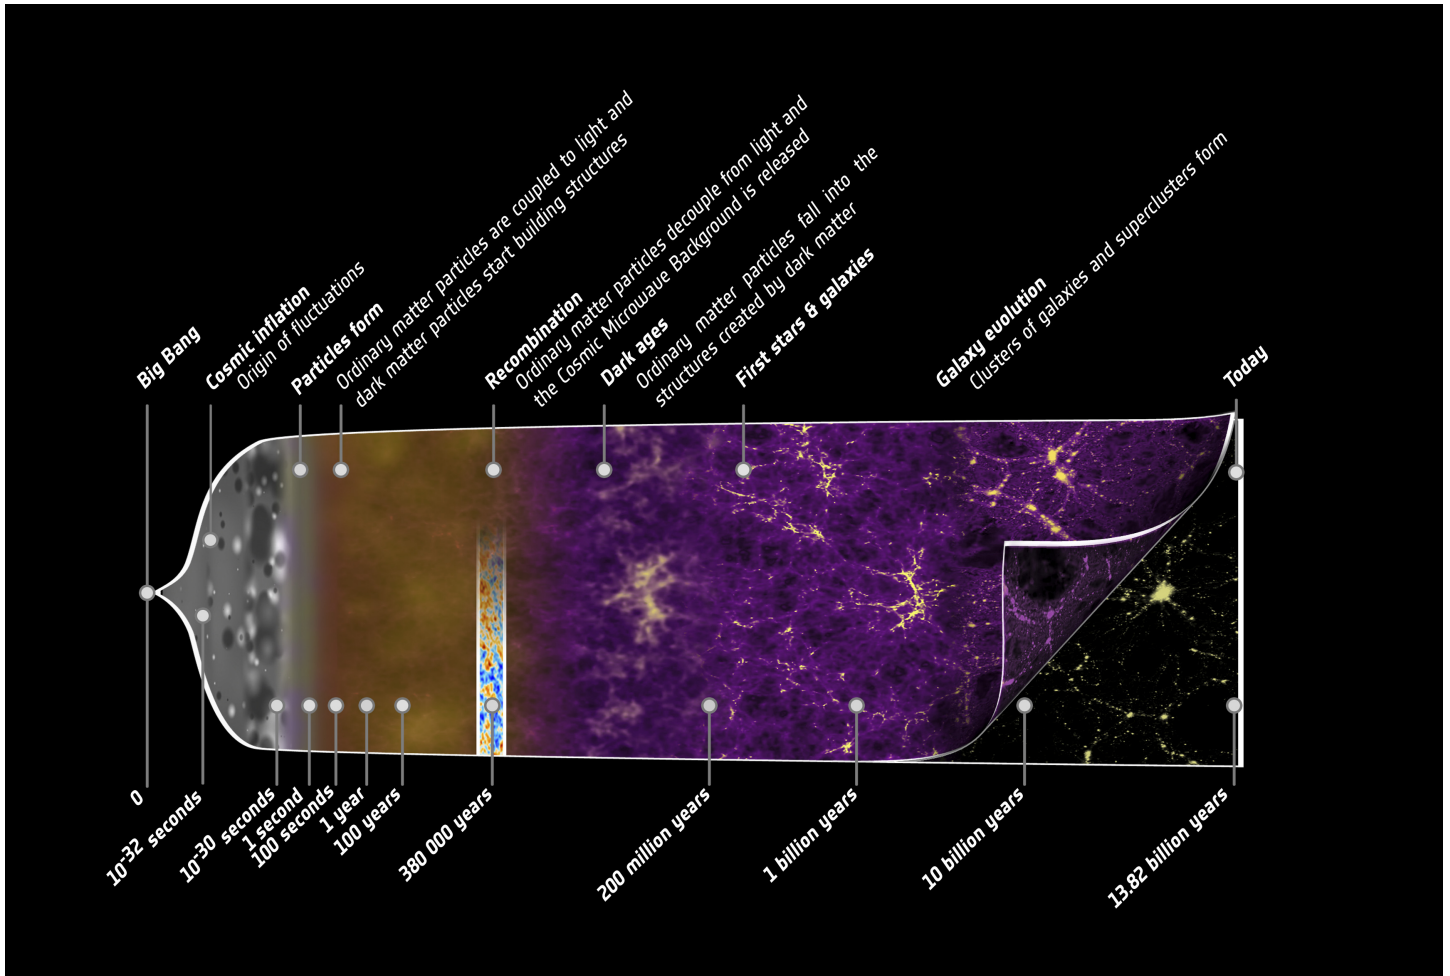 Big Bang
Cosmic inflation
Origin of fluctuations
Particles form
Ordinary matter particles are coupled to light and
dark matter particles start building structures
Recombination
Ordinary matter particles decouple from light and
the Cosmic Microwave Background is released
Dark ages
Ordinary matter particles fall into the
structures created by dark matter
First stars & galaxies
Galaxy evolution
Clusters of galaxies and superclusters form
Today
0
10⁻³² seconds
10⁻³⁰ seconds
1 second
100 seconds
1 year
100 years
380 000 years
200 million years
1 billion years
10 billion years
13.82 billion years